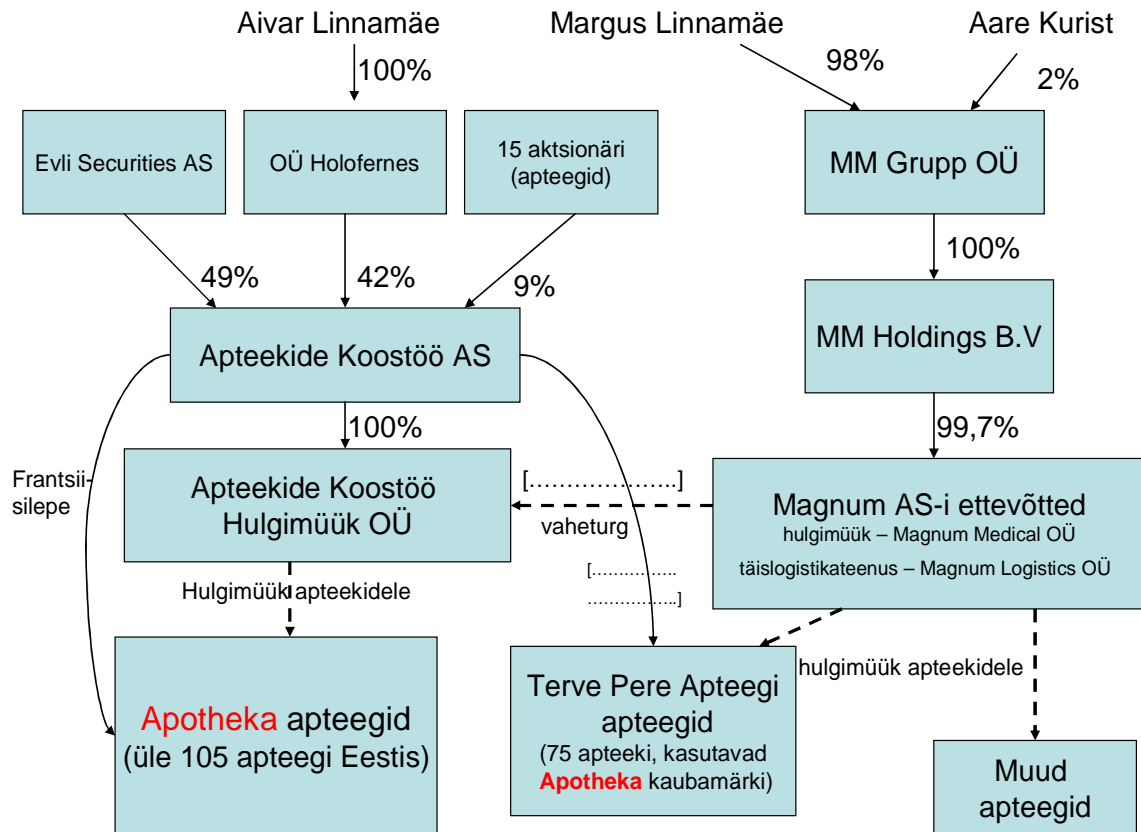 Aivar Linnamäe
Margus Linnamäe
Aare Kurist
100%
98%
2%
Evli Securities AS
OÜ Holofernes
15 aktsionäri
(apteegid)
MM Grupp OÜ
49%
42%
9%
100%
Apteekide Koostöö AS
MM Holdings B.V
100%
99,7%
Frantsii-
silepe
Apteekide Koostöö
Hulgimüük OÜ
[………………..]
vaheturg
Magnum AS-i ettevõtted
hulgimüük – Magnum Medical OÜ
täislogistikateenus – Magnum Logistics OÜ
[……………
……………..]
Hulgimüük apteekidele
hulgimüük apteekidele
Apotheka apteegid
(üle 105 apteegi Eestis)
Terve Pere Apteegi
apteegid
(75 apteeki, kasutavad
Apotheka kaubamärki)
Muud
apteegid